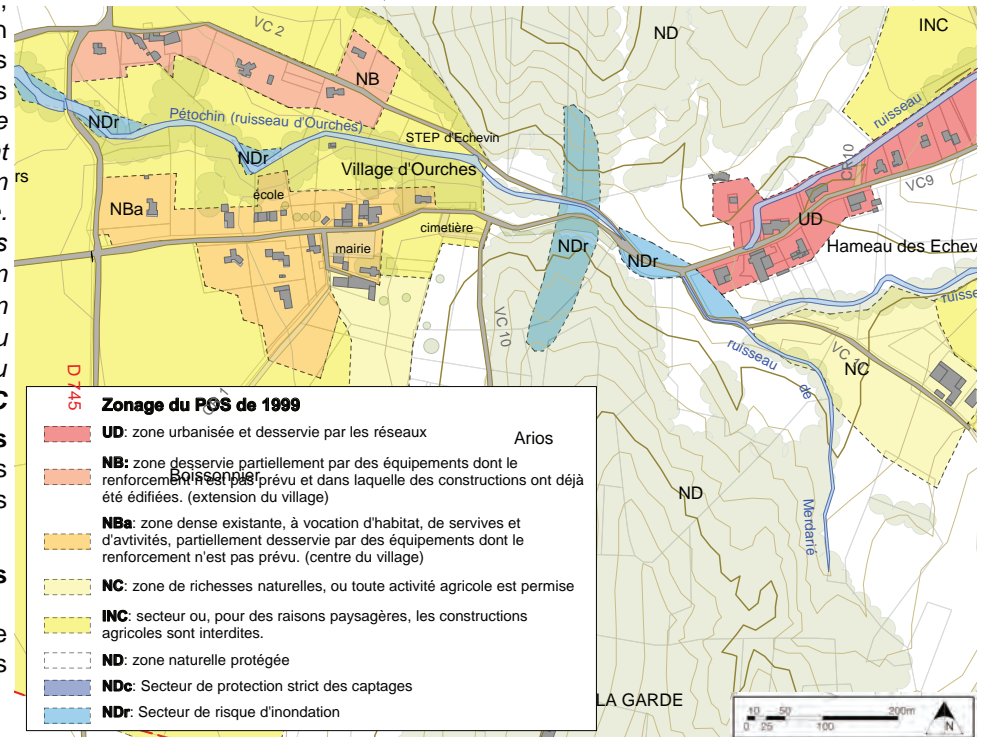 VC 2
ND
INC
NB
NDr
Pétochin (ruisseau d'Ourches)
STEP d'Echevin
ruisseau
NDr
Village d'Ourches
rs
école
VC9
NBa
UD
cimetière
mairie
NDr
NDr
Hameau des Echev
ruisse
VC 10
ruisseau
de
Merdarié
NC
D 745
Zonage du POS de 1999
UD: zone urbanisée et desservie par les réseaux
Arios
NB: zone desservie partiellement par des équipements dont le
Boissonnier
renforcement n'est pas prévu et dans laquelle des constructions ont déjà
été édifiées. (extension du village)
ND
NBa: zone dense existante, à vocation d'habitat, de servives et
d'avtivités, partiellement desservie par des équipements dont le
renforcement n'est pas prévu. (centre du village)
NC: zone de richesses naturelles, ou toute activité agricole est permise
INC: secteur ou, pour des raisons paysagères, les constructions
agricoles sont interdites.
ND: zone naturelle protégée
NDc: Secteur de protection strict des captages
NDr: Secteur de risque d'inondation
LA GARDE
10 50 200m
0 25 100
N